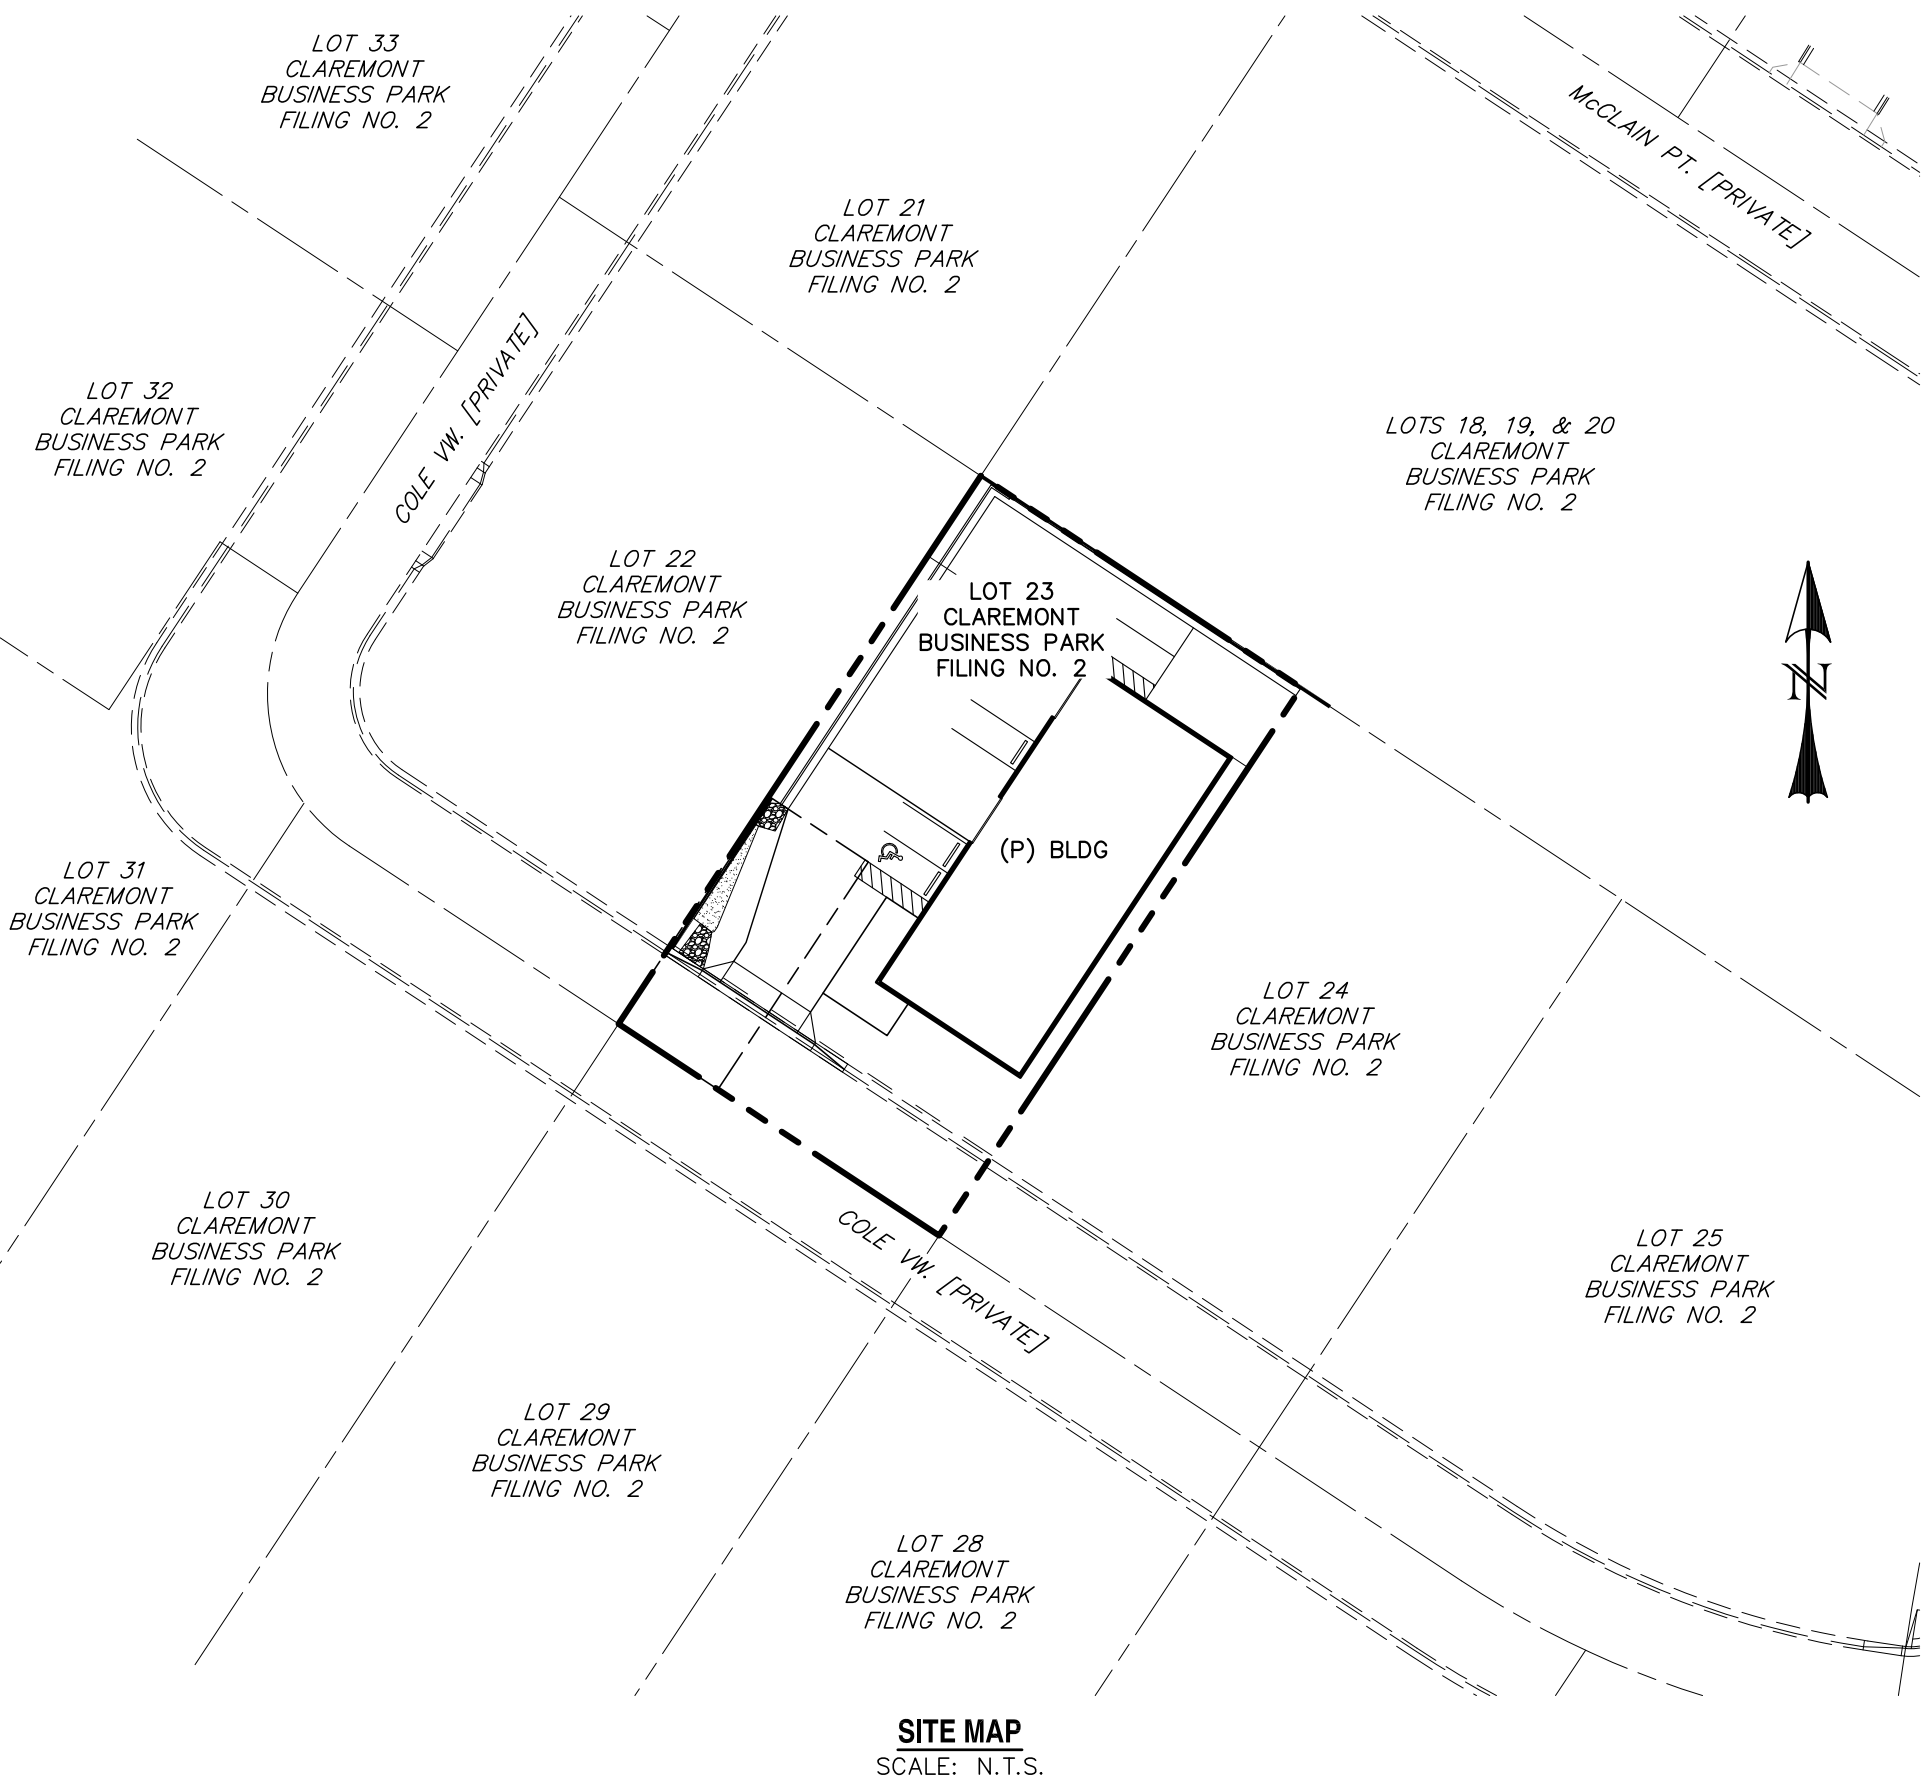 LOT 33
CLAREMONT
BUSINESS PARK
FILING NO. 2
McCLAIN PT. [PRIVATE]
LOT 21
CLAREMONT
BUSINESS PARK
FILING NO. 2
COLE VW. [PRIVATE]
LOT 32
CLAREMONT
BUSINESS PARK
FILING NO. 2
LOTS 18, 19, & 20
CLAREMONT
BUSINESS PARK
FILING NO. 2
LOT 22
CLAREMONT
BUSINESS PARK
FILING NO. 2
LOT 23
CLAREMONT
BUSINESS PARK
FILING NO. 2
N
(P) BLDG
LOT 31
CLAREMONT
BUSINESS PARK
FILING NO. 2
LOT 24
CLAREMONT
BUSINESS PARK
FILING NO. 2
LOT 30
CLAREMONT
BUSINESS PARK
FILING NO. 2
COLE VW. [PRIVATE]
LOT 25
CLAREMONT
BUSINESS PARK
FILING NO. 2
LOT 29
CLAREMONT
BUSINESS PARK
FILING NO. 2
LOT 28
CLAREMONT
BUSINESS PARK
FILING NO. 2
SITE MAP
SCALE: N.T.S.